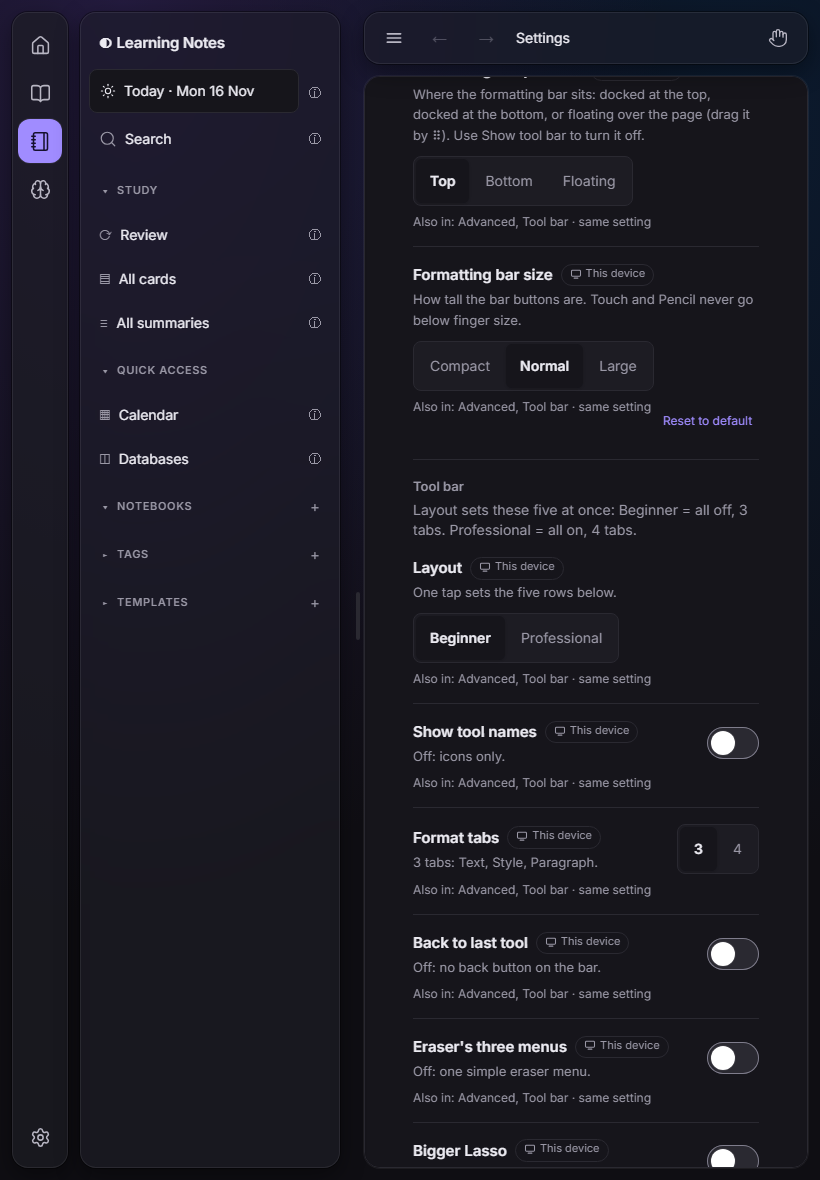 Learning Notes
Today · Mon 16 Nov
Search
STUDY
Review
All cards
All summaries
QUICK ACCESS
Calendar
Databases
NOTEBOOKS
TAGS
TEMPLATES
Settings
Where the formatting bar sits: docked at the top,
docked at the bottom, or floating over the page (drag it
by ⠿). Use Show tool bar to turn it off.
Top Bottom Floating
Also in: Advanced, Tool bar · same setting
Formatting bar size This device
How tall the bar buttons are. Touch and Pencil never go
below finger size.
Compact Normal Large
Also in: Advanced, Tool bar · same setting
Reset to default
Tool bar
Layout sets these five at once: Beginner = all off, 3
tabs. Professional = all on, 4 tabs.
Layout This device
One tap sets the five rows below.
Beginner Professional
Also in: Advanced, Tool bar · same setting
Show tool names This device
Off: icons only.
Also in: Advanced, Tool bar · same setting
Format tabs This device
3 4
3 tabs: Text, Style, Paragraph.
Also in: Advanced, Tool bar · same setting
Back to last tool This device
Off: no back button on the bar.
Also in: Advanced, Tool bar · same setting
Eraser's three menus This device
Off: one simple eraser menu.
Also in: Advanced, Tool bar · same setting
Bigger Lasso This device